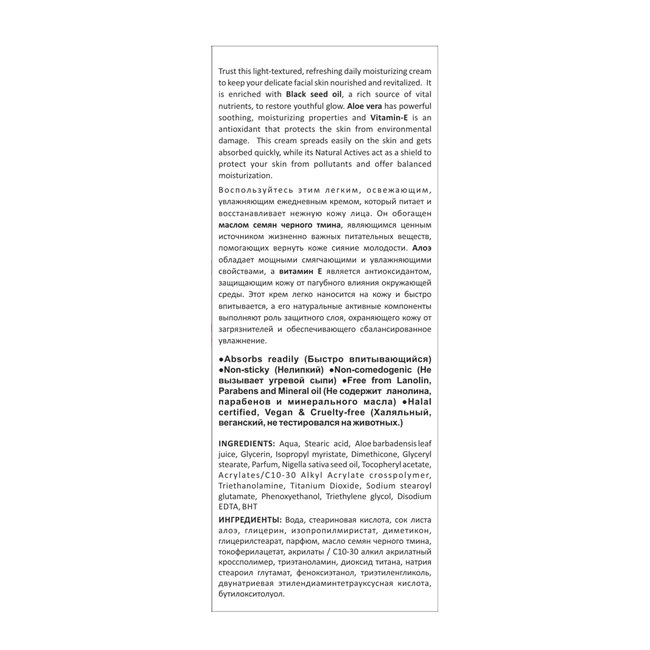 Trust this light-textured, refreshing daily moisturizing cream
to keep your delicate facial skin nourished and revitalized. It
is enriched with Black seed oil, a rich source of vital
nutrients, to restore youthful glow. Aloe vera has powerful
soothing, moisturizing properties and Vitamin-E is an
antioxidant that protects the skin from environmental
damage. This cream spreads easily on the skin and gets
absorbed quickly, while its Natural Actives act as a shield to
protect your skin from pollutants and offer balanced
moisturization.
Воспользуйтесь этим легким, освежающим,
увлажняющим ежедневным кремом, который питает и
восстанавливает нежную кожу лица. Он обогащен
маслом семян черного тмина, являющимся ценным
источником жизненно важных питательных веществ,
помогающих вернуть коже сияние молодости. Алоэ
обладает мощными смягчающими и увлажняющими
свойствами, а витамин Е является антиоксидантом,
защищающим кожу от пагубного влияния окружающей
среды. Этот крем легко наносится на кожу и быстро
впитывается, а его натуральные активные компоненты
выполняют роль защитного слоя, охраняющего кожу от
загрязнителей и обеспечивающего сбалансированное
увлажнение.
●Absorbs readily (Быстро впитывающийся)
●Non-sticky (Нелипкий) ●Non-comedogenic (Не
вызывает угревой сыпи) ●Free from Lanolin,
Parabens and Mineral oil (Не содержит ланолина,
парабенов и минерального масла) ●Halal
certified, Vegan & Cruelty-free (Халяльный,
веганский, не тестировался на животных.)
INGREDIENTS: Aqua, Stearic acid, Aloe barbadensis leaf
juice, Glycerin, Isopropyl myristate, Dimethicone, Glyceryl
stearate, Parfum, Nigella sativa seed oil, Tocopheryl acetate,
Acrylates/C10-30 Alkyl Acrylate crosspolymer,
Triethanolamine, Titanium Dioxide, Sodium stearoyl
glutamate, Phenoxyethanol, Triethylene glycol, Disodium
EDTA, BHT
ИНГРЕДИЕНТЫ: Вода, стеариновая кислота, сок листа
алоэ, глицерин, изопропилмиристат, диметикон,
глицерилстеарат, парфюм, масло семян черного тмина,
токоферилацетат, акрилаты / С10-30 алкил акрилатный
кроссполимер, триэтаноламин, диоксид титана, натрия
стеароил глутамат, феноксиэтанол, триэтиленгликоль,
двунатриевая этилендиаминтетрауксусная кислота,
бутилокситолуол.